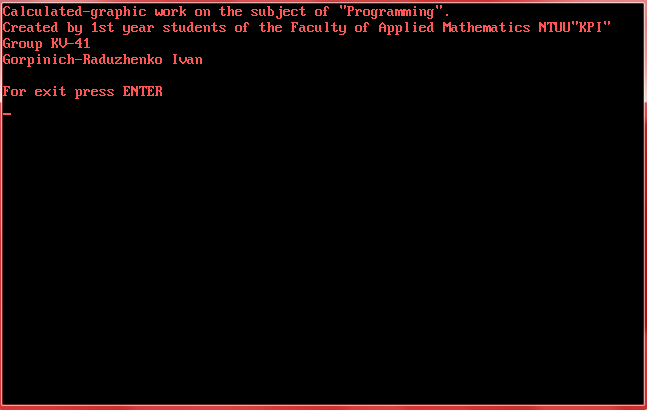 Calculated-graphic work on the subject of "Programming".
Created by 1st year students of the Faculty of Applied Mathematics NTUU"KPI"
Group KV-41
Gorpinich-Raduzhenko Ivan
For exit press ENTER